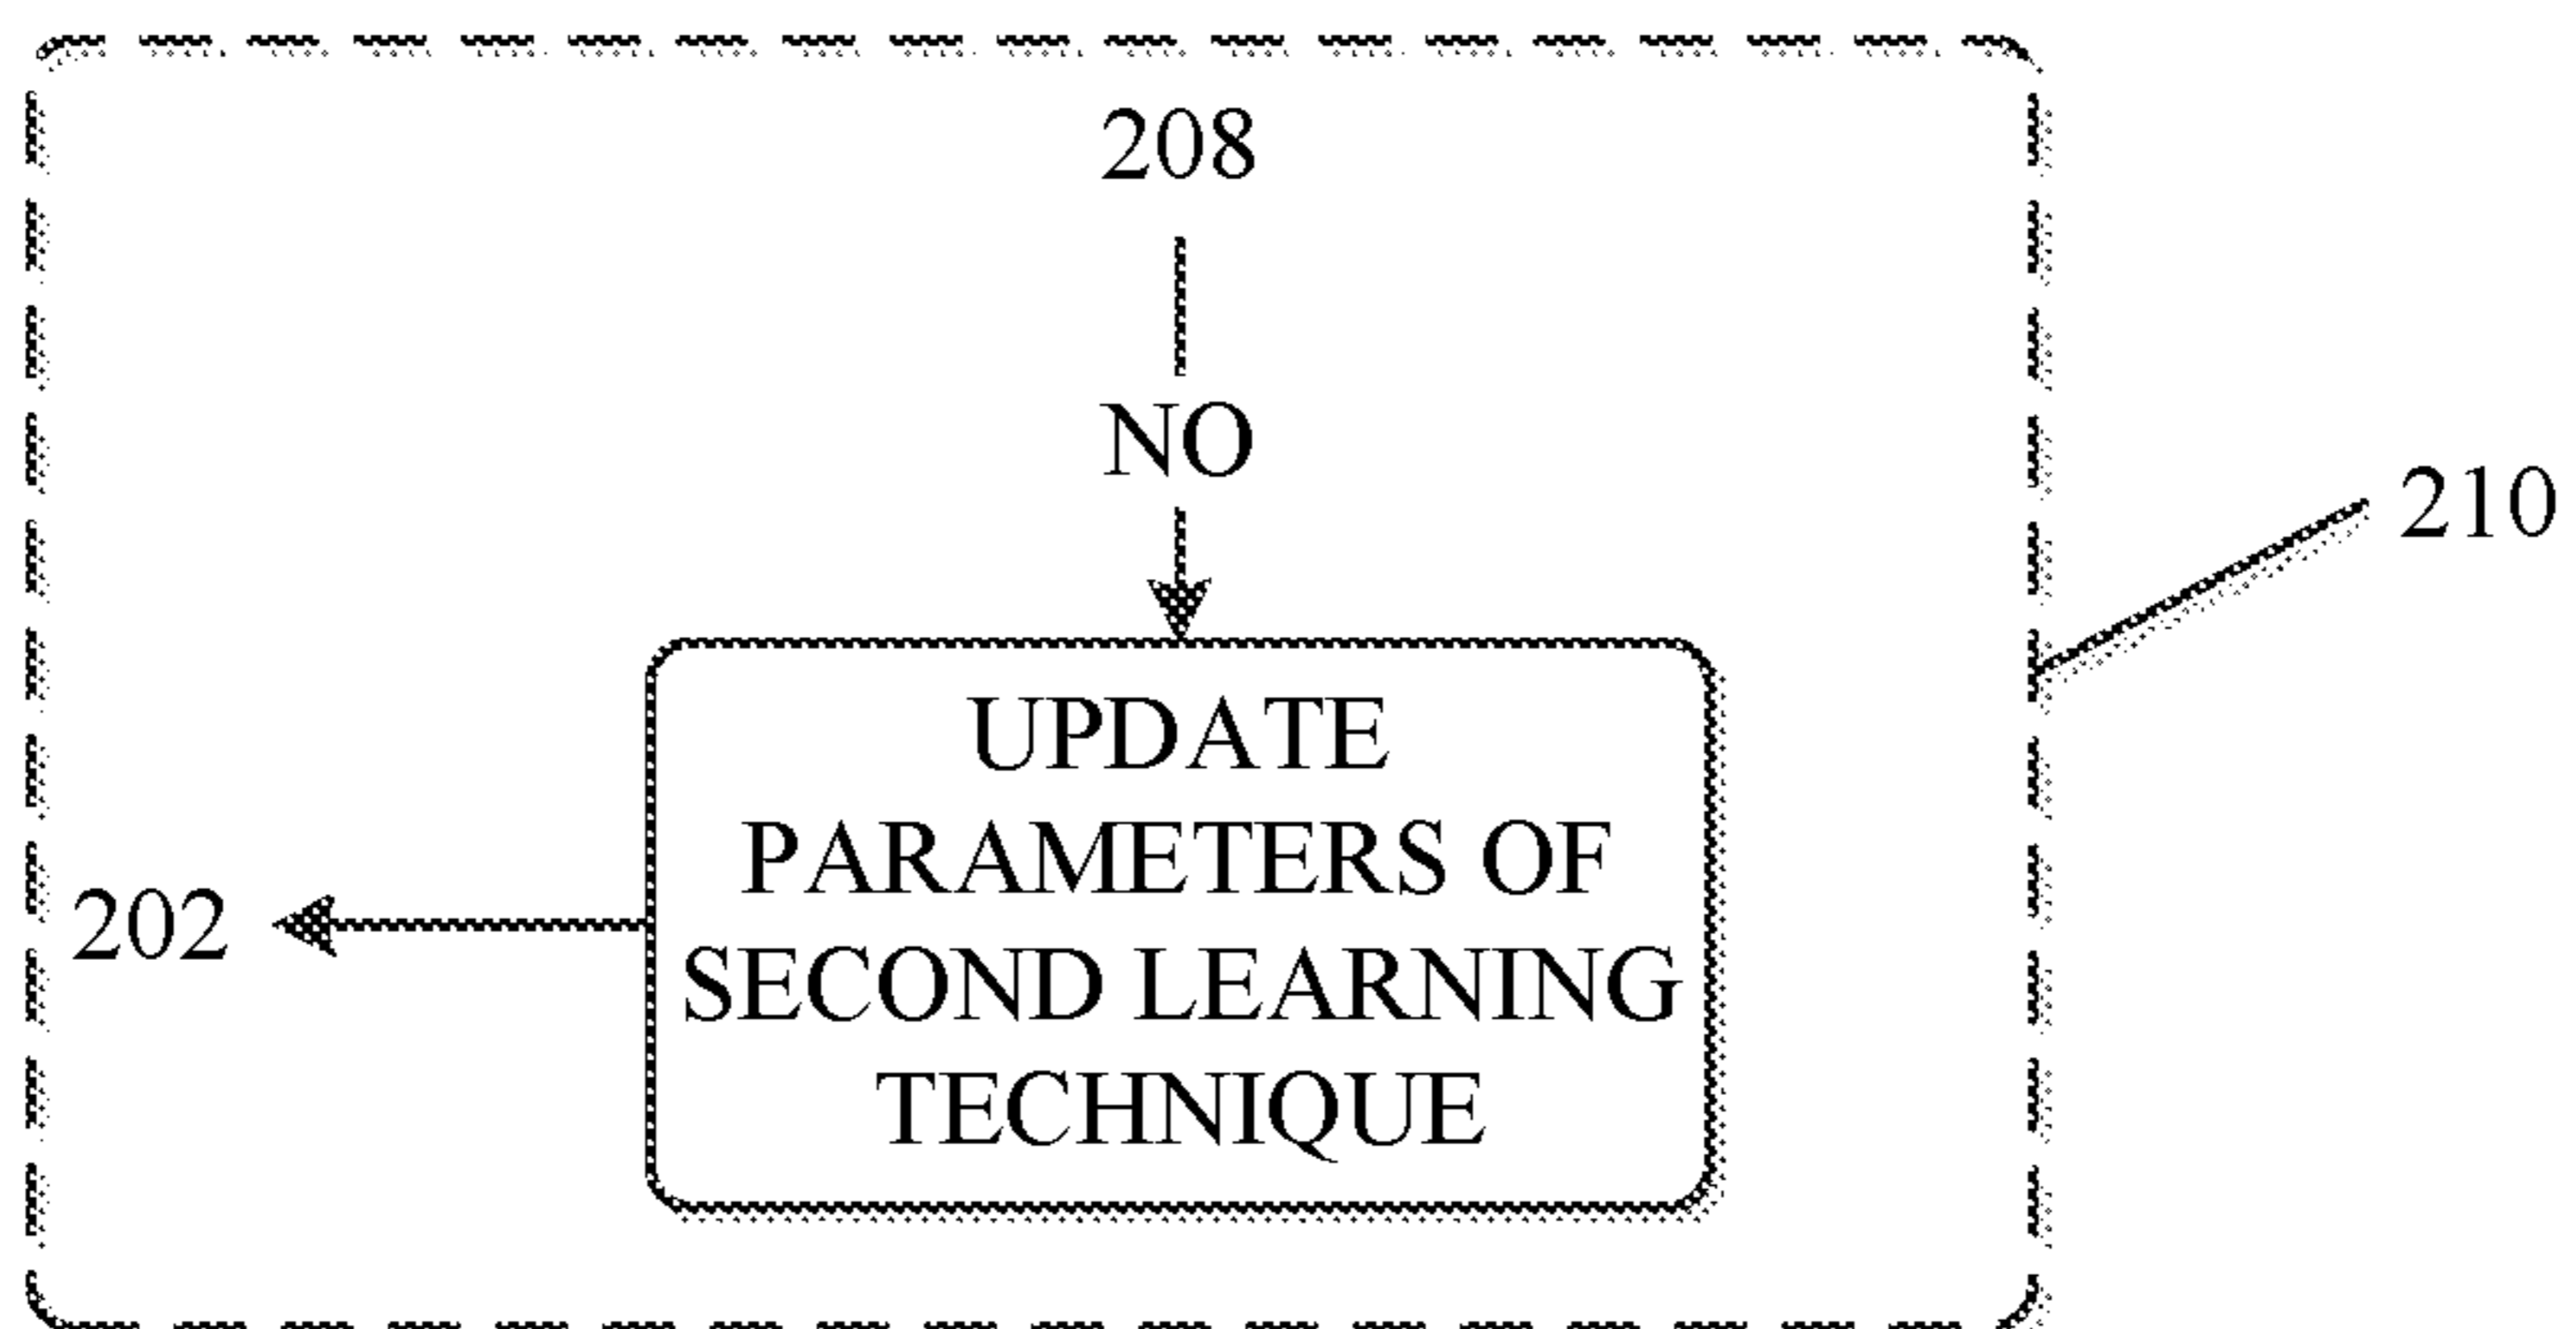 208
NO
210
UPDATE
PARAMETERS OF
SECOND LEARNING
TECHNIQUE
202